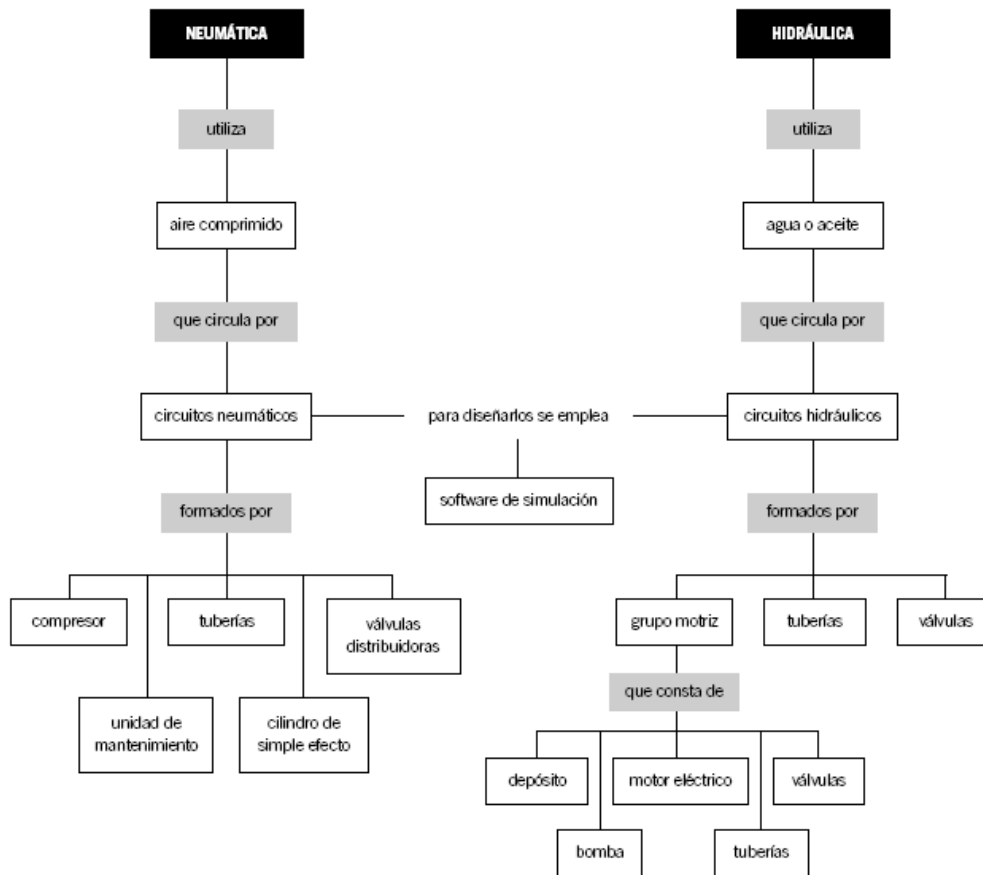 NEUMÁTICA
HIDRÁULICA
utiliza
utiliza
aire comprimido
agua o aceite
que circula por
que circula por
circuitos neumáticos
para diseñarlos se emplea
circuitos hidráulicos
software de simulación
formados por
formados por
compresor
tuberías
válvulas
distribuidoras
grupo motriz
tuberías
válvulas
unidad de
mantenimiento
cilindro de
simple efecto
que consta de
depósito
motor eléctrico
válvulas
bomba
tuberías